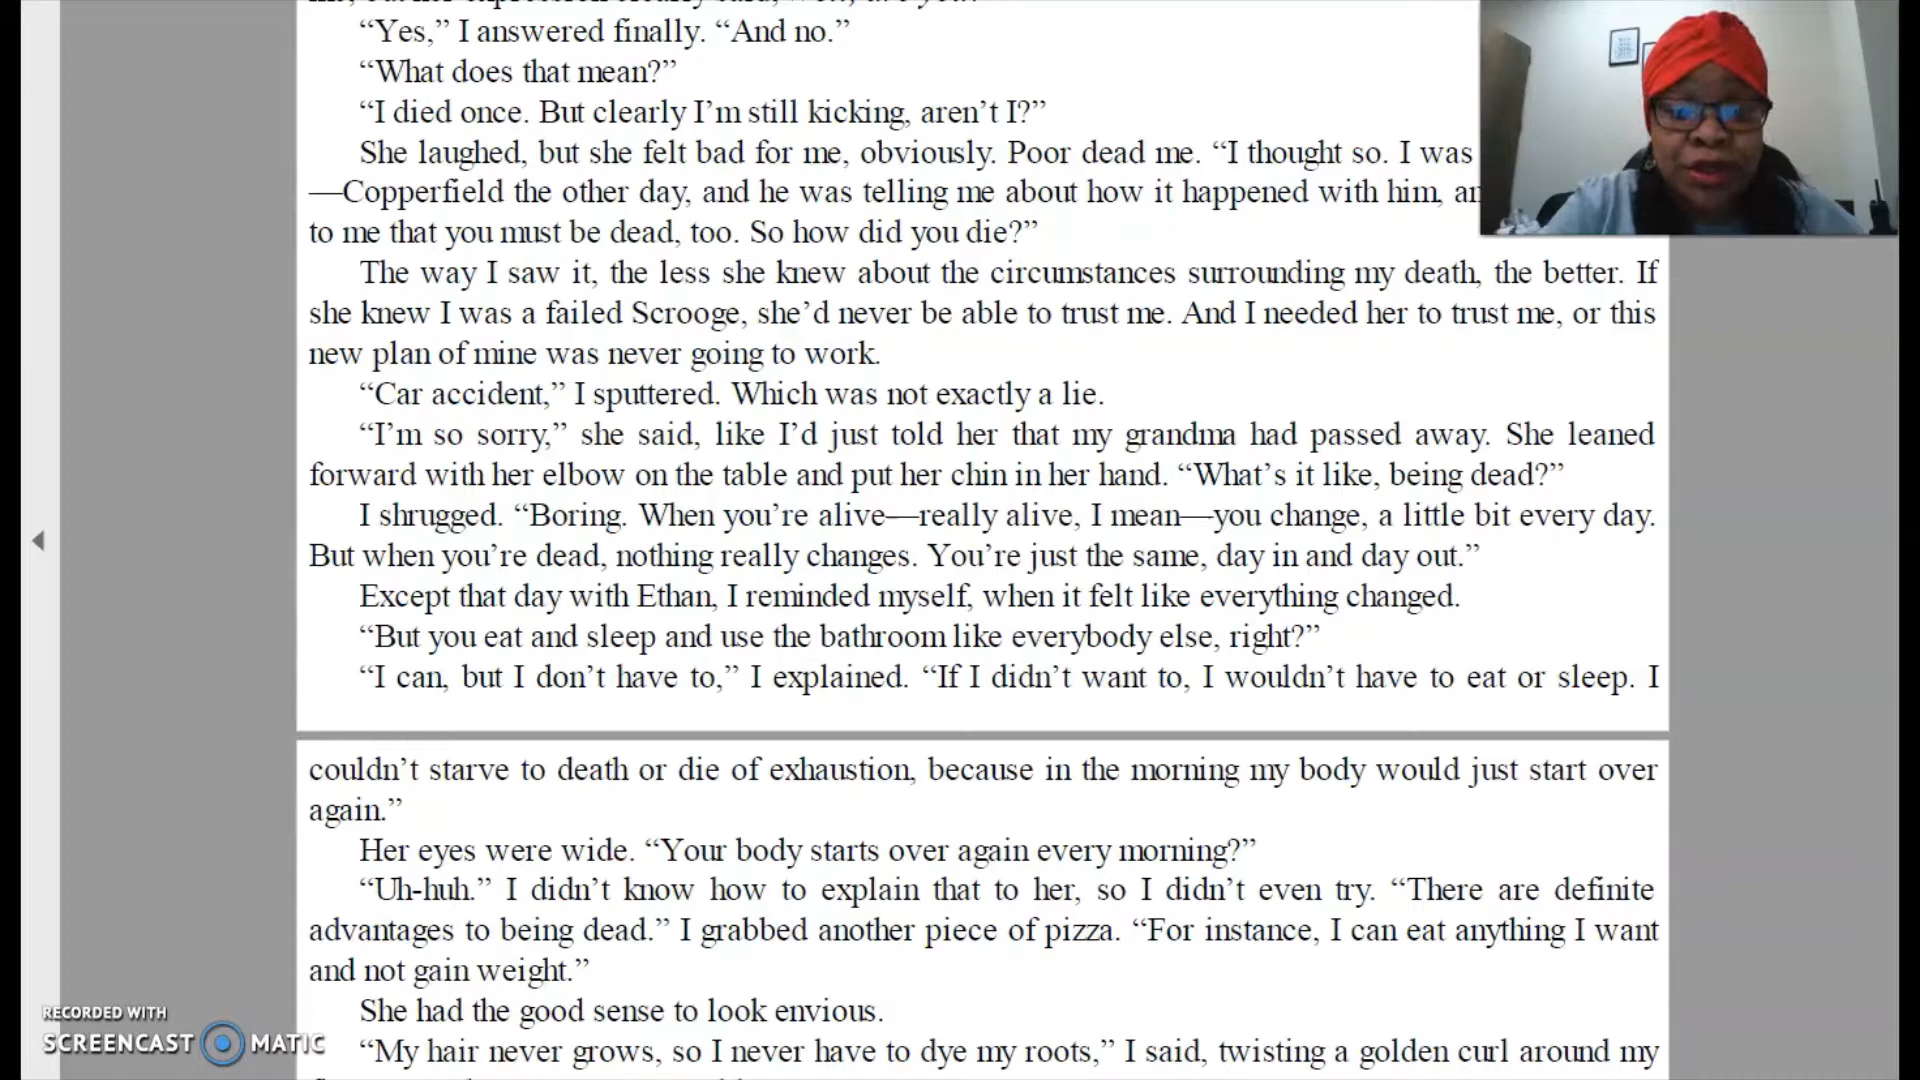 “Yes,” I answered finally. “And no.”
“What does that mean?”
“I died once. But clearly I’m still kicking, aren’t I?”
She laughed, but she felt bad for me, obviously. Poor dead me. “I thought so. I was
—Copperfield the other day, and he was telling me about how it happened with him,
to me that you must be dead, too. So how did you die?”
The way I saw it, the less she knew about the circumstances surrounding my death, the better. If
she knew I was a failed Scrooge, she’d never be able to trust me. And I needed her to trust me, or this
new plan of mine was never going to work.
“Car accident,” I sputtered. Which was not exactly a lie.
“I’m so sorry,” she said, like I’d just told her that my grandma had passed away. She leaned
forward with her elbow on the table and put her chin in her hand. “What’s it like, being dead?”
I shrugged. “Boring. When you’re alive—really alive, I mean—you change, a little bit every day.
But when you’re dead, nothing really changes. You’re just the same, day in and day out.”
Except that day with Ethan, I reminded myself, when it felt like everything changed.
“But you eat and sleep and use the bathroom like everybody else, right?”
“I can, but I don’t have to,” I explained. “If I didn’t want to, I wouldn’t have to eat or sleep. I
couldn’t starve to death or die of exhaustion, because in the morning my body would just start over
again.”
Her eyes were wide. “Your body starts over again every morning?”
“Uh-huh.” I didn’t know how to explain that to her, so I didn’t even try. “There are definite
advantages to being dead.” I grabbed another piece of pizza. “For instance, I can eat anything I want
and not gain weight.”
She had the good sense to look envious.
“My hair never grows, so I never have to dye my roots,” I said, twisting a golden curl around my
RECORDED WITH
SCREENCAST MATIC